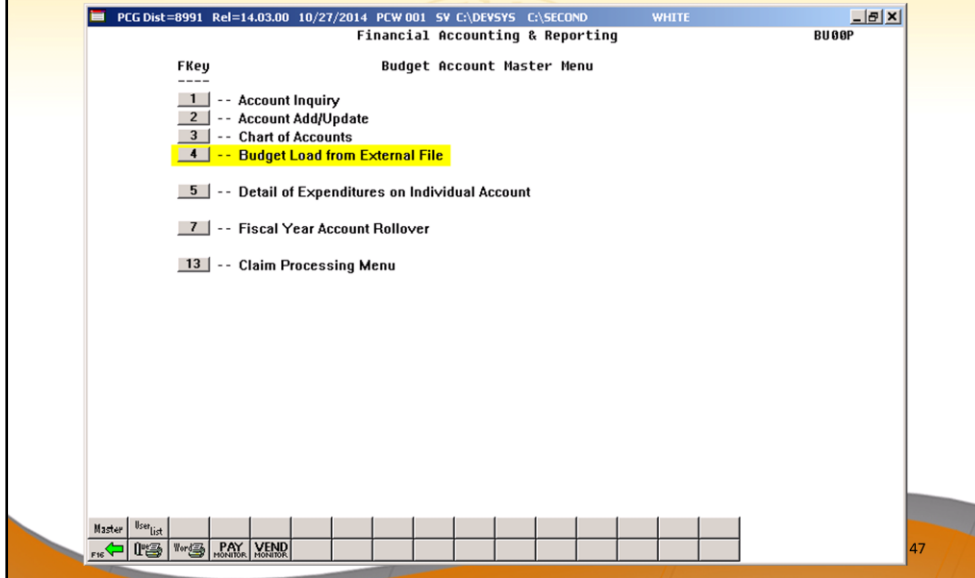 PCG Dist=8991 Rel=14.03.00 10/27/2014 PCW 001 SV C:\DEVSYS C:\SECOND WHITE
Financial Accounting & Reporting BU00P
FKey Budget Account Master Menu
----
1 -- Account Inquiry
2 -- Account Add/Update
3 -- Chart of Accounts
4 -- Budget Load from External File
5 -- Detail of Expenditures on Individual Account
7 -- Fiscal Year Account Rollover
13 -- Claim Processing Menu
Master User list
F16 Word PAY MONITOR VEND MONITOR
47